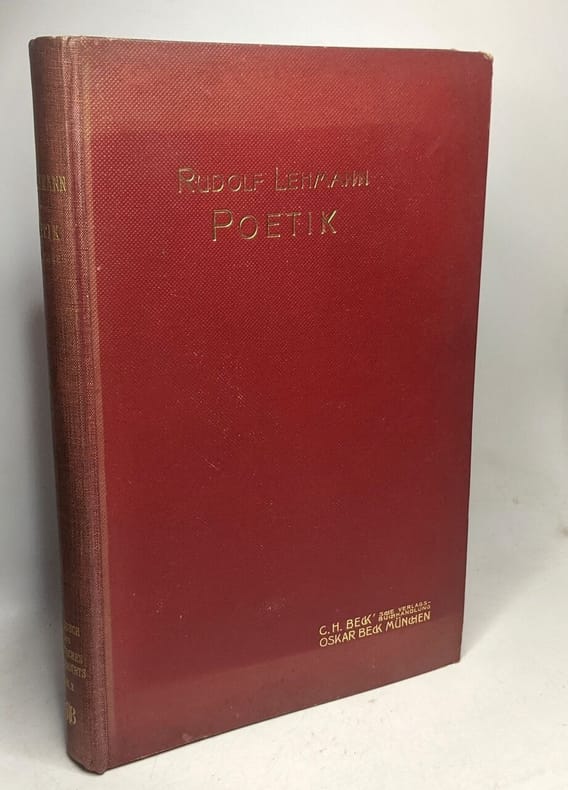 RUDOLF LEHMANN
POETIK
C. H. BECK' SCHE VERLAGS-
BUCHHANDLUNG
OSKAR BECK MÜNCHEN